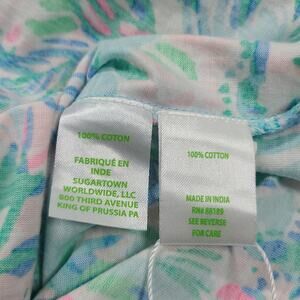 100% COTTON
FABRIQUÉ EN
INDE
SUGARTOWN
WORLDWIDE, LLC
800 THIRD AVENUE
KING OF PRUSSIA PA
100% COTTON
MADE IN INDIA
RN# 88189
SEE REVERSE
FOR CARE